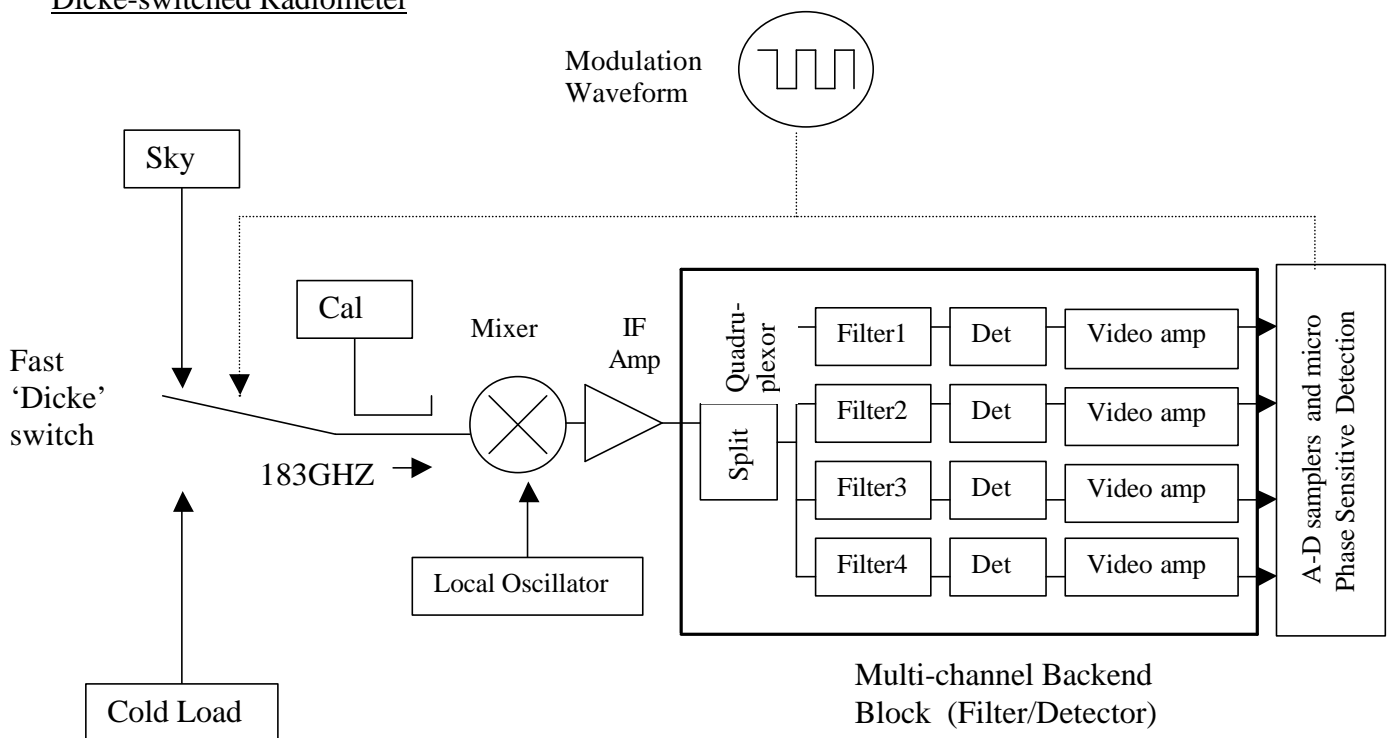 Dicke-switched Radiometer
Modulation
Waveform
Sky
Cal
Mixer
IF
Amp
Fast
‘Dicke’
switch
183GHZ
Local Oscillator
Cold Load
Quadru-
plexor
Split
Filter1
Det
Video amp
Filter2
Det
Video amp
Filter3
Det
Video amp
Filter4
Det
Video amp
A-D samplers and micro
Phase Sensitive Detection
Multi-channel Backend
Block (Filter/Detector)